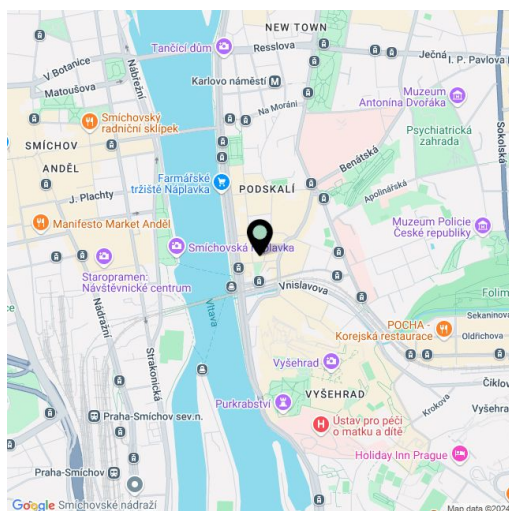 NEW TOWN
Tančící dům
Resslova
Ječná
I. P. Pavlova
V Botanice
Matoušova
Nábřežní
Karlovo náměstí
Na Moráni
Muzeum
Antonína Dvořáka
Sokolská
Smíchovský
radniční sklípek
Psychiatrická
zahrada
SMÍCHOV
ANDĚL
Benátská
Farmářské
tržiště Náplavka
PODSKALÍ
Apolinářská
J. Plachty
Manifesto Market Anděl
Muzeum Policie
České republiky
Smíchovská
Staropramen:
Návštěvnické centrum
Vltava
Vnislavova
Folim
Sekaninova
Nádražní
POCHA -
Korejská restaurace
Oldřichova
Strakonická
Vyšehrad
Čiklov
VYŠEHRAD
Krokova
Purkrabství
Vyšehra
Praha-Smíchov sev.n.
Ústav pro péči
o matku a dítě
Holiday Inn Prague
Praha-Smíchov
Smíchovské nádraží
Google
Map data ©2024